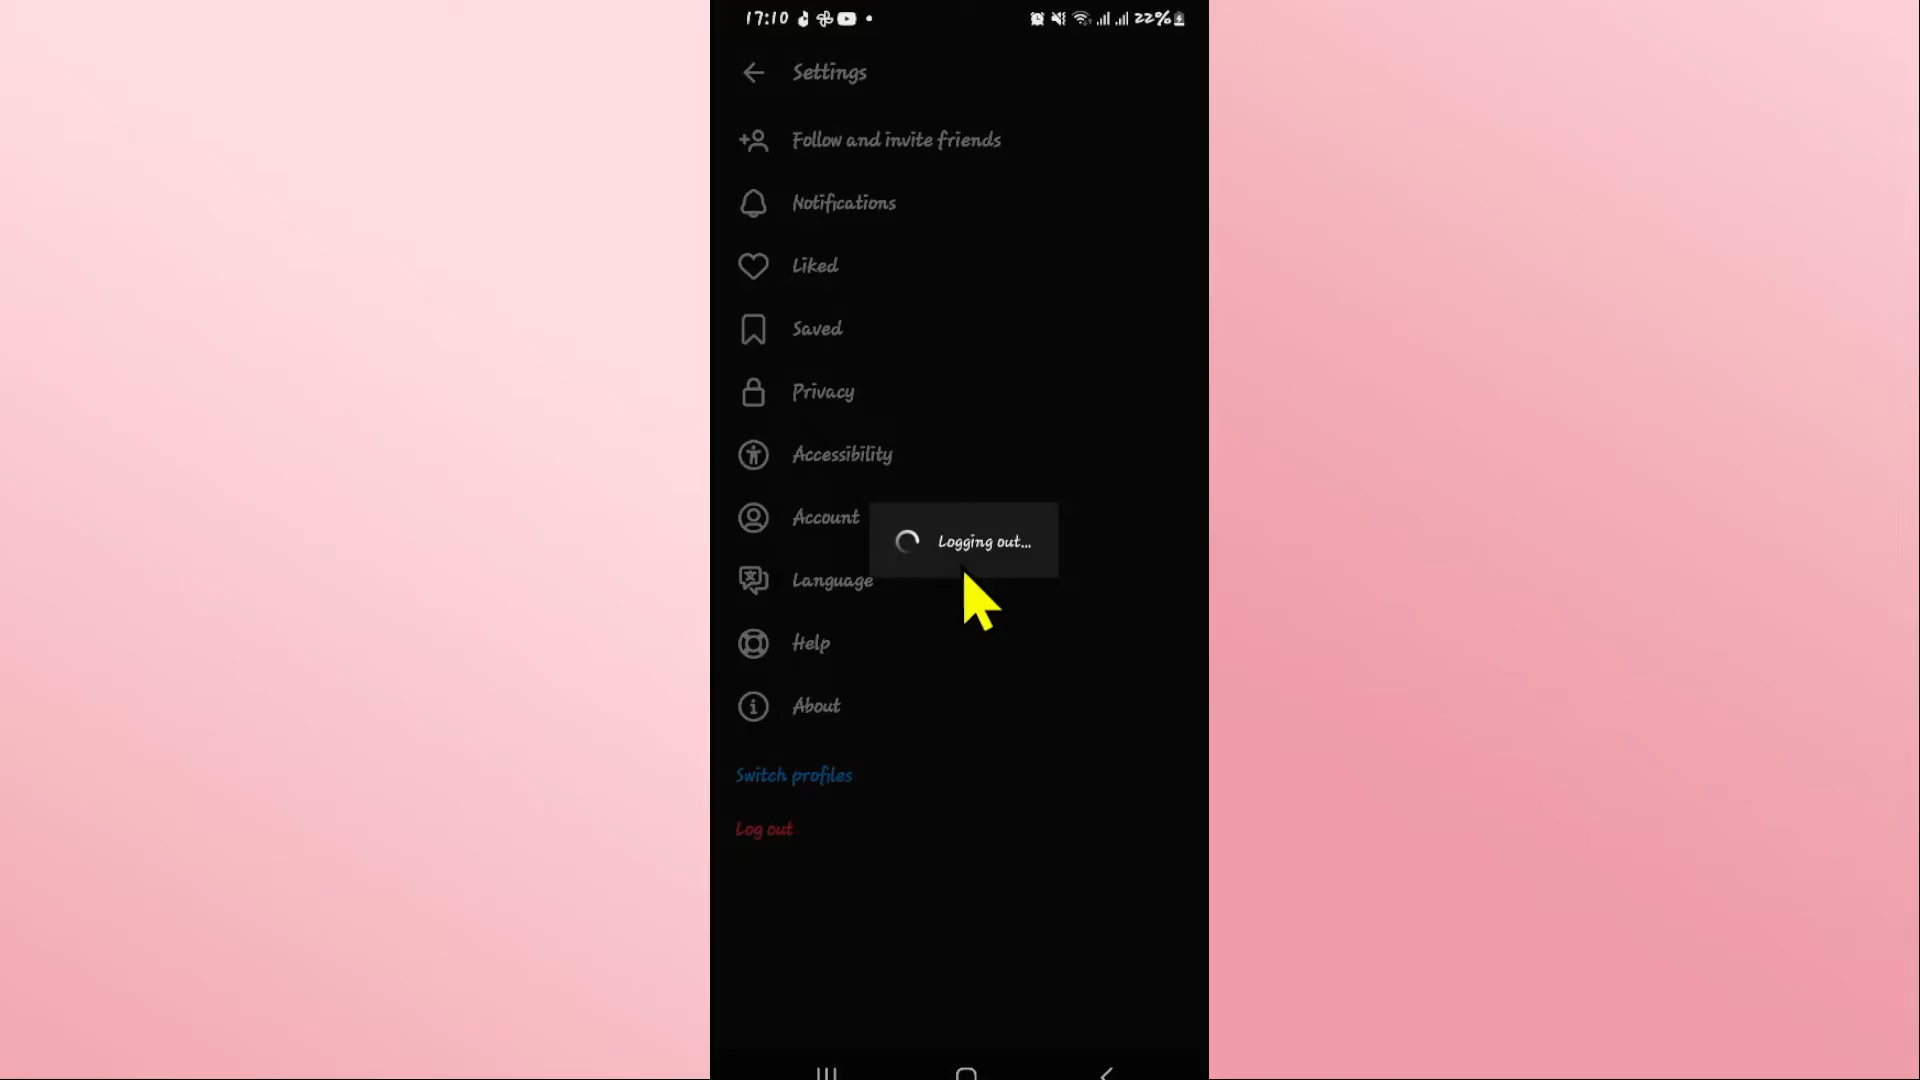 17:10 22%
Settings
Follow and invite friends
Notifications
Liked
Saved
Privacy
Accessibility
Account
Logging out...
Language
Help
About
Switch profiles
Log out